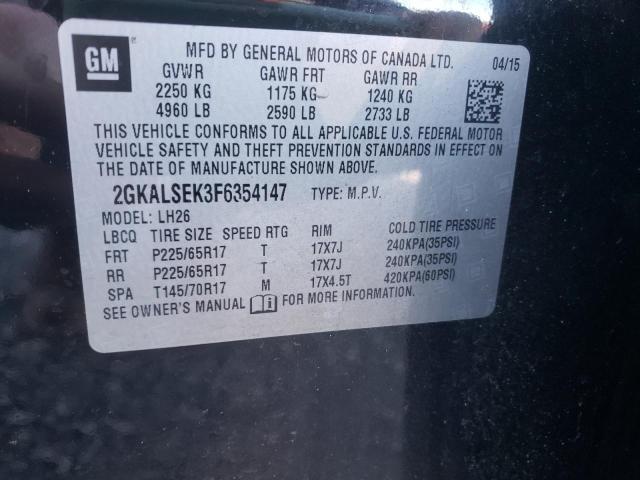 GM
MFD BY GENERAL MOTORS OF CANADA LTD. 04/15
GVWR GAWR FRT GAWR RR
2250 KG 1175 KG 1240 KG
4960 LB 2590 LB 2733 LB
THIS VEHICLE CONFORMS TO ALL APPLICABLE U.S. FEDERAL MOTOR
VEHICLE SAFETY AND THEFT PREVENTION STANDARDS IN EFFECT ON
THE DATE OF MANUFACTURE SHOWN ABOVE.
2GKALSEK3F6354147 TYPE: M.P.V.
MODEL: LH26
LBCQ TIRE SIZE SPEED RTG RIM COLD TIRE PRESSURE
FRT P225/65R17 T 17X7J 240KPA(35PSI)
RR P225/65R17 T 17X7J 240KPA(35PSI)
SPA T145/70R17 M 17X4.5T 420KPA(60PSI)
SEE OWNER'S MANUAL FOR MORE INFORMATION.